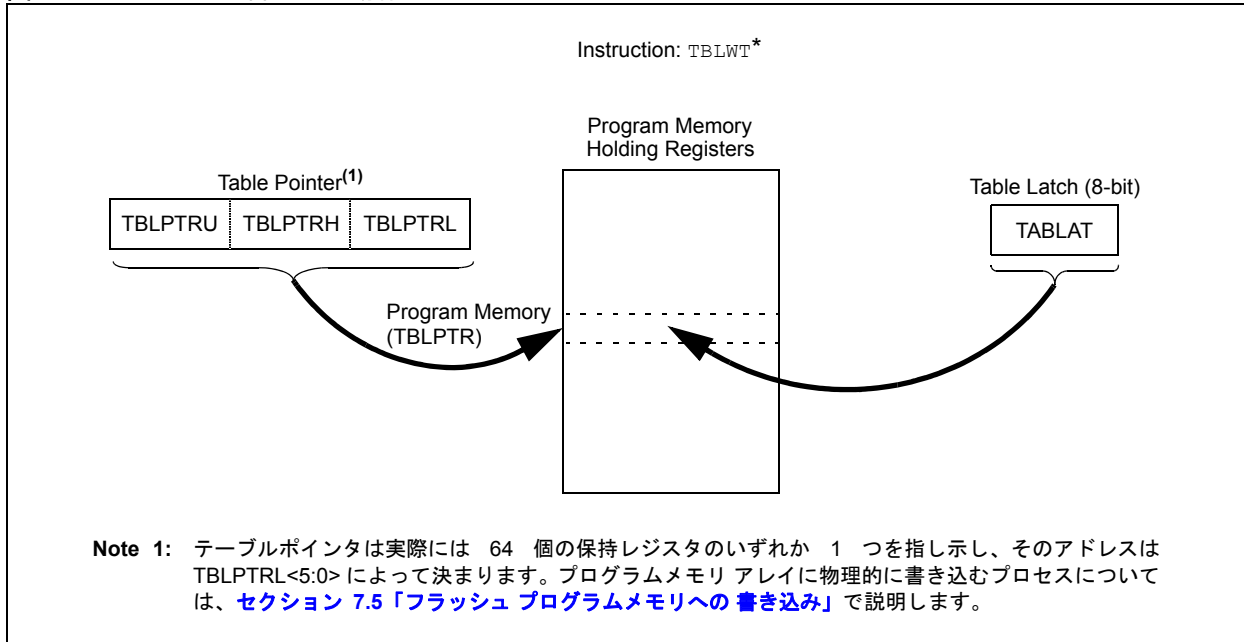 Instruction: TBLWT*
Program Memory
Holding Registers
Table Pointer(1)
TBLPTRU TBLPTRH TBLPTRL
Table Latch (8-bit)
TABLAT
Program Memory
(TBLPTR)
Note 1: テーブルポインタは実際には 64 個の保持レジスタのいずれか 1 つを指し示し、そのアドレスは
TBLPTRL<5:0> によって決まります。プログラムメモリ アレイに物理的に書き込むプロセスについて
は、セクション 7.5「フラッシュ プログラムメモリへの 書き込み」で説明します。